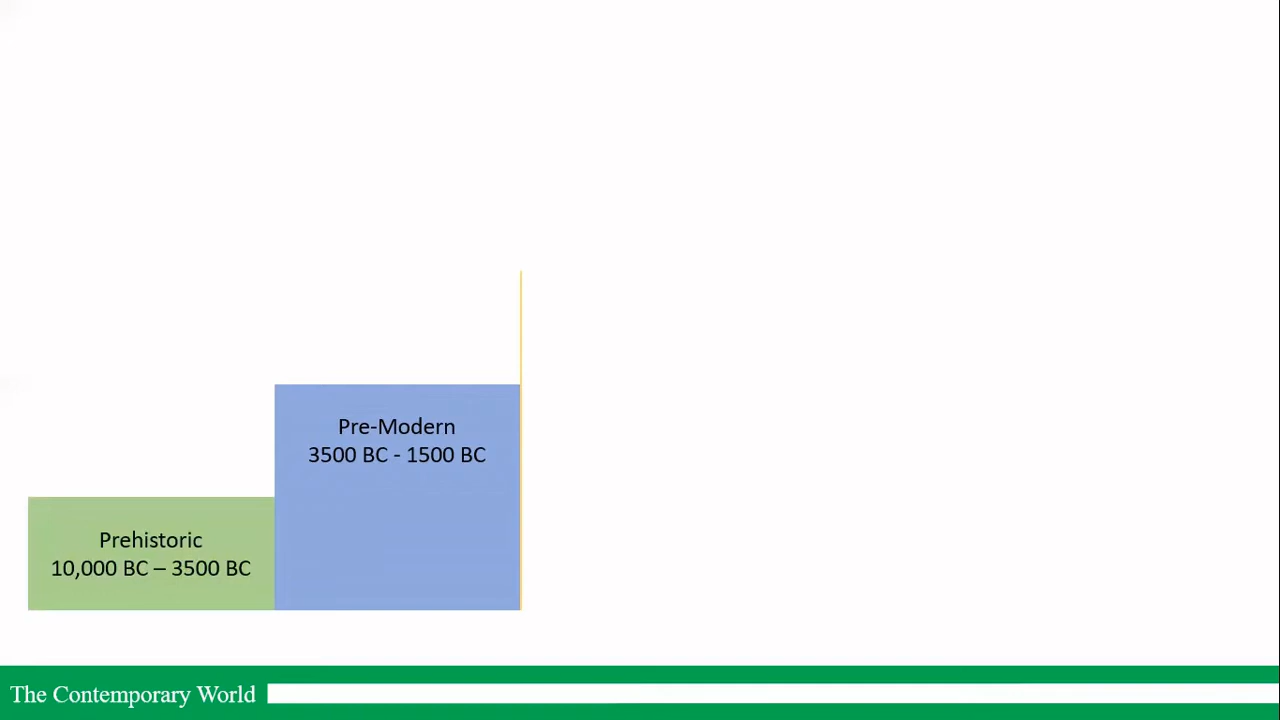 Pre-Modern
3500 BC - 1500 BC
Prehistoric
10,000 BC – 3500 BC
The Contemporary World